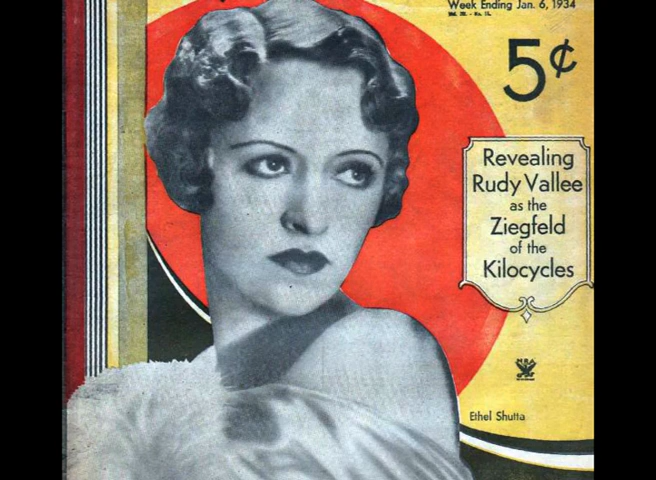 Week Ending Jan. 6, 1934
5¢
Revealing
Rudy Vallee
as the
Ziegfeld
of the
Kilocycles
Ethel Shutta